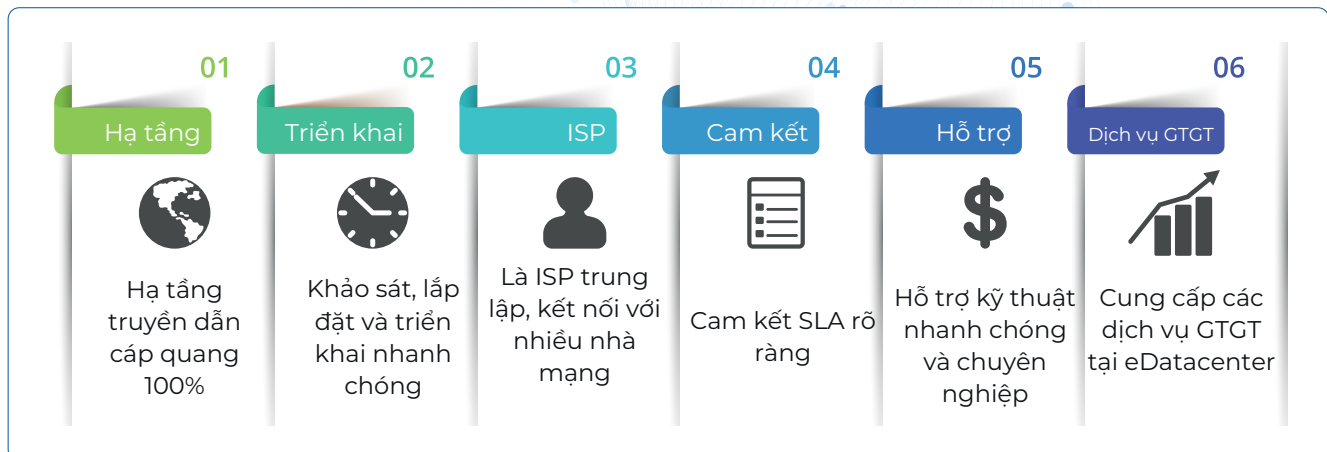 01
Hạ tầng
Hạ tầng
truyền dẫn
cáp quang
100%
02
Triển khai
Khảo sát, lắp
đặt và triển
khai nhanh
chóng
03
ISP
Là ISP trung
lập, kết nối với
nhiều nhà
mạng
04
Cam kết
Cam kết SLA rõ
ràng
05
Hỗ trợ
Hỗ trợ kỹ thuật
nhanh chóng
và chuyên
nghiệp
06
Dịch vụ GTGT
Cung cấp các
dịch vụ GTGT
tại eDatacenter